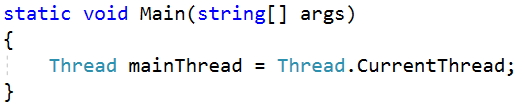 static void Main(string[] args)
{
    Thread mainThread = Thread.CurrentThread;
}